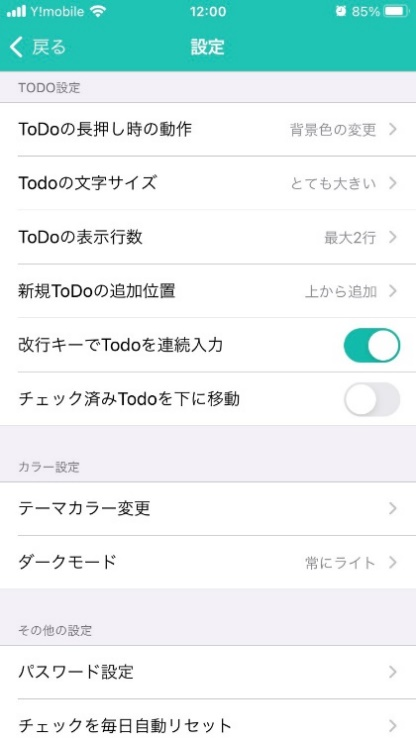 Y!mobile 12:00 85%
戻る 設定
TODO設定
ToDoの長押し時の動作 背景色の変更
Todoの文字サイズ とても大きい
ToDoの表示行数 最大2行
新規ToDoの追加位置 上から追加
改行キーでTodoを連続入力
チェック済みTodoを下に移動
カラー設定
テーマカラー変更
ダークモード 常にライト
その他の設定
パスワード設定
チェックを毎日自動リセット